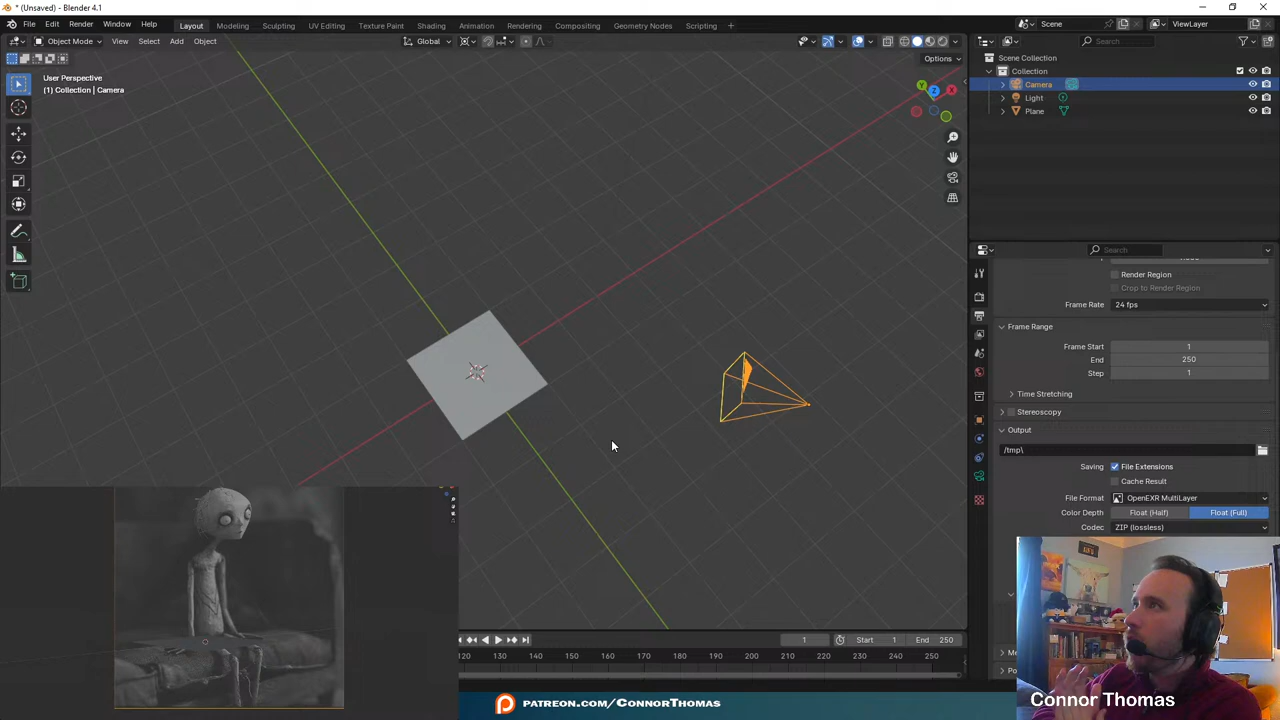 * (Unsaved) - Blender 4.1
File Edit Render Window Help Layout Modeling Sculpting UV Editing Texture Paint Shading Animation Rendering Compositing Geometry Nodes Scripting + Scene ViewLayer
Object Mode View Select Add Object Global Search
Options
User Perspective
(1) Collection | Camera
Y Z X
Scene Collection
Collection
Camera
Light
Plane
Search
Render Region
Crop to Render Region
Frame Rate 24 fps
Frame Range
Frame Start 1
End 250
Step 1
Time Stretching
Stereoscopy
Output
/tmp\
Saving File Extensions
Cache Result
File Format OpenEXR MultiLayer
Color Depth Float (Half) Float (Full)
Codec ZIP (lossless)
1 Start 1 End 250
120 130 140 150 160 170 180 190 200 210 220 230 240 250
Connor Thomas
Patreon.com/ConnorThomas